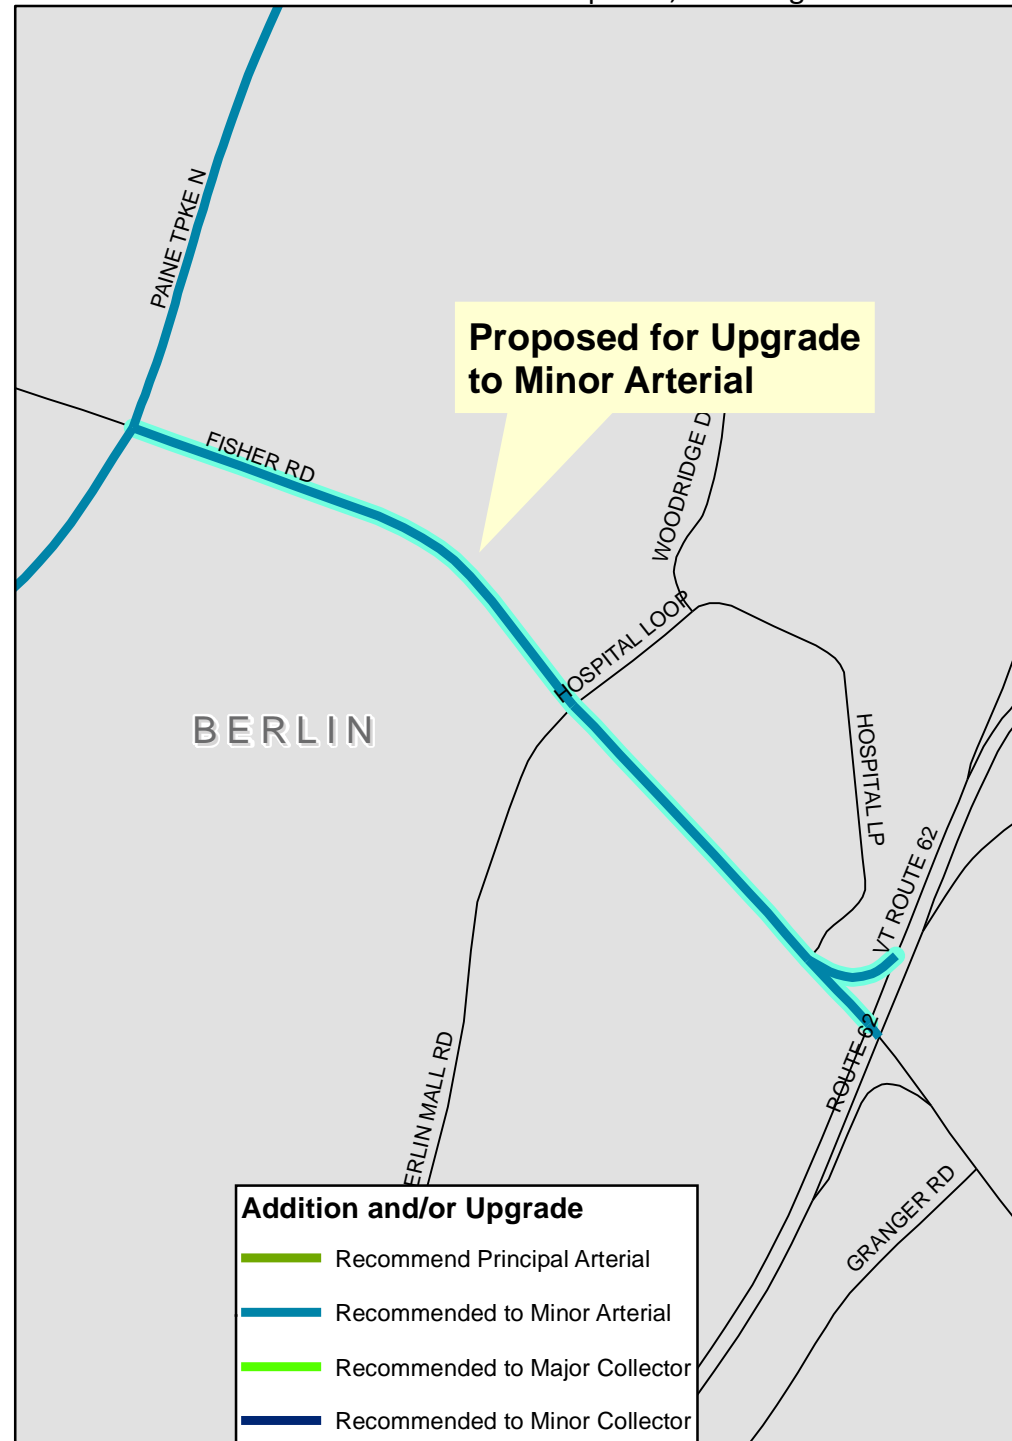 PAINE TPKE N
Proposed for Upgrade
to Minor Arterial
FISHER RD
WOODRIDGE D
HOSPITAL LOOP
BERLIN
HOSPITAL LP
VT ROUTE 62
ROUTE 62
ERLIN MALL RD
GRANGER RD
Addition and/or Upgrade
Recommend Principal Arterial
Recommended to Minor Arterial
Recommended to Major Collector
Recommended to Minor Collector